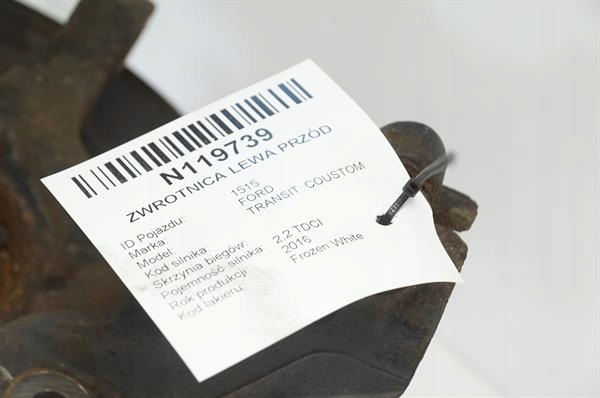 N119739
ZWROTNICA LEWA PRZÓD
ID Pojazdu: 1515
Marka: FORD
Model: TRANSIT COUSTOM
Kod silnika:
Skrzynia biegów:
Pojemność silnika: 2.2 TDCI
Rok produkcji: 2016
Kod lakieru: Frozen White